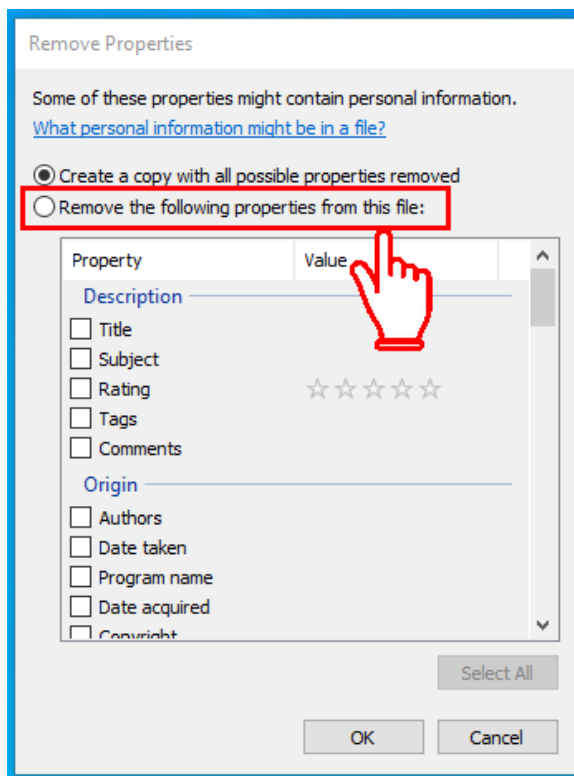 Remove Properties
Some of these properties might contain personal information.
What personal information might be in a file?
Create a copy with all possible properties removed
Remove the following properties from this file:
Property Value
Description
Title
Subject
Rating
Tags
Comments
Origin
Authors
Date taken
Program name
Date acquired
Copyright
Select All
OK Cancel